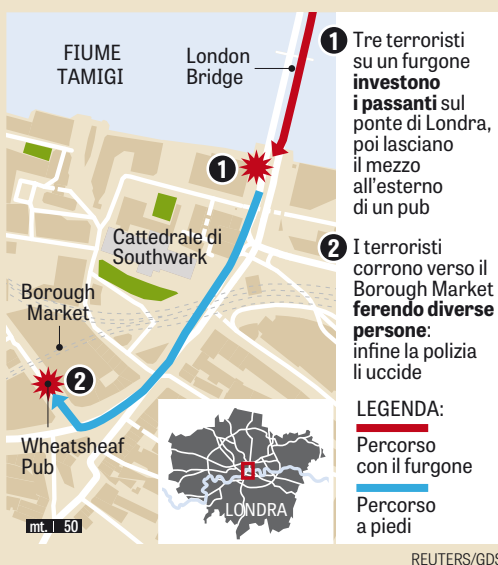 FIUME
TAMIGI
London
Bridge
1
Cattedrale di
Southwark
Borough
Market
2
Wheatsheaf
Pub
mt. 50
LONDRA
1 Tre terroristi
su un furgone
investono
i passanti sul
ponte di Londra,
poi lasciano
il mezzo
all'esterno
di un pub
2 I terroristi
corrono verso il
Borough Market
ferendo diverse
persone:
infine la polizia
li uccide
LEGENDA:
Percorso
con il furgone
Percorso
a piedi
REUTERS/GDS